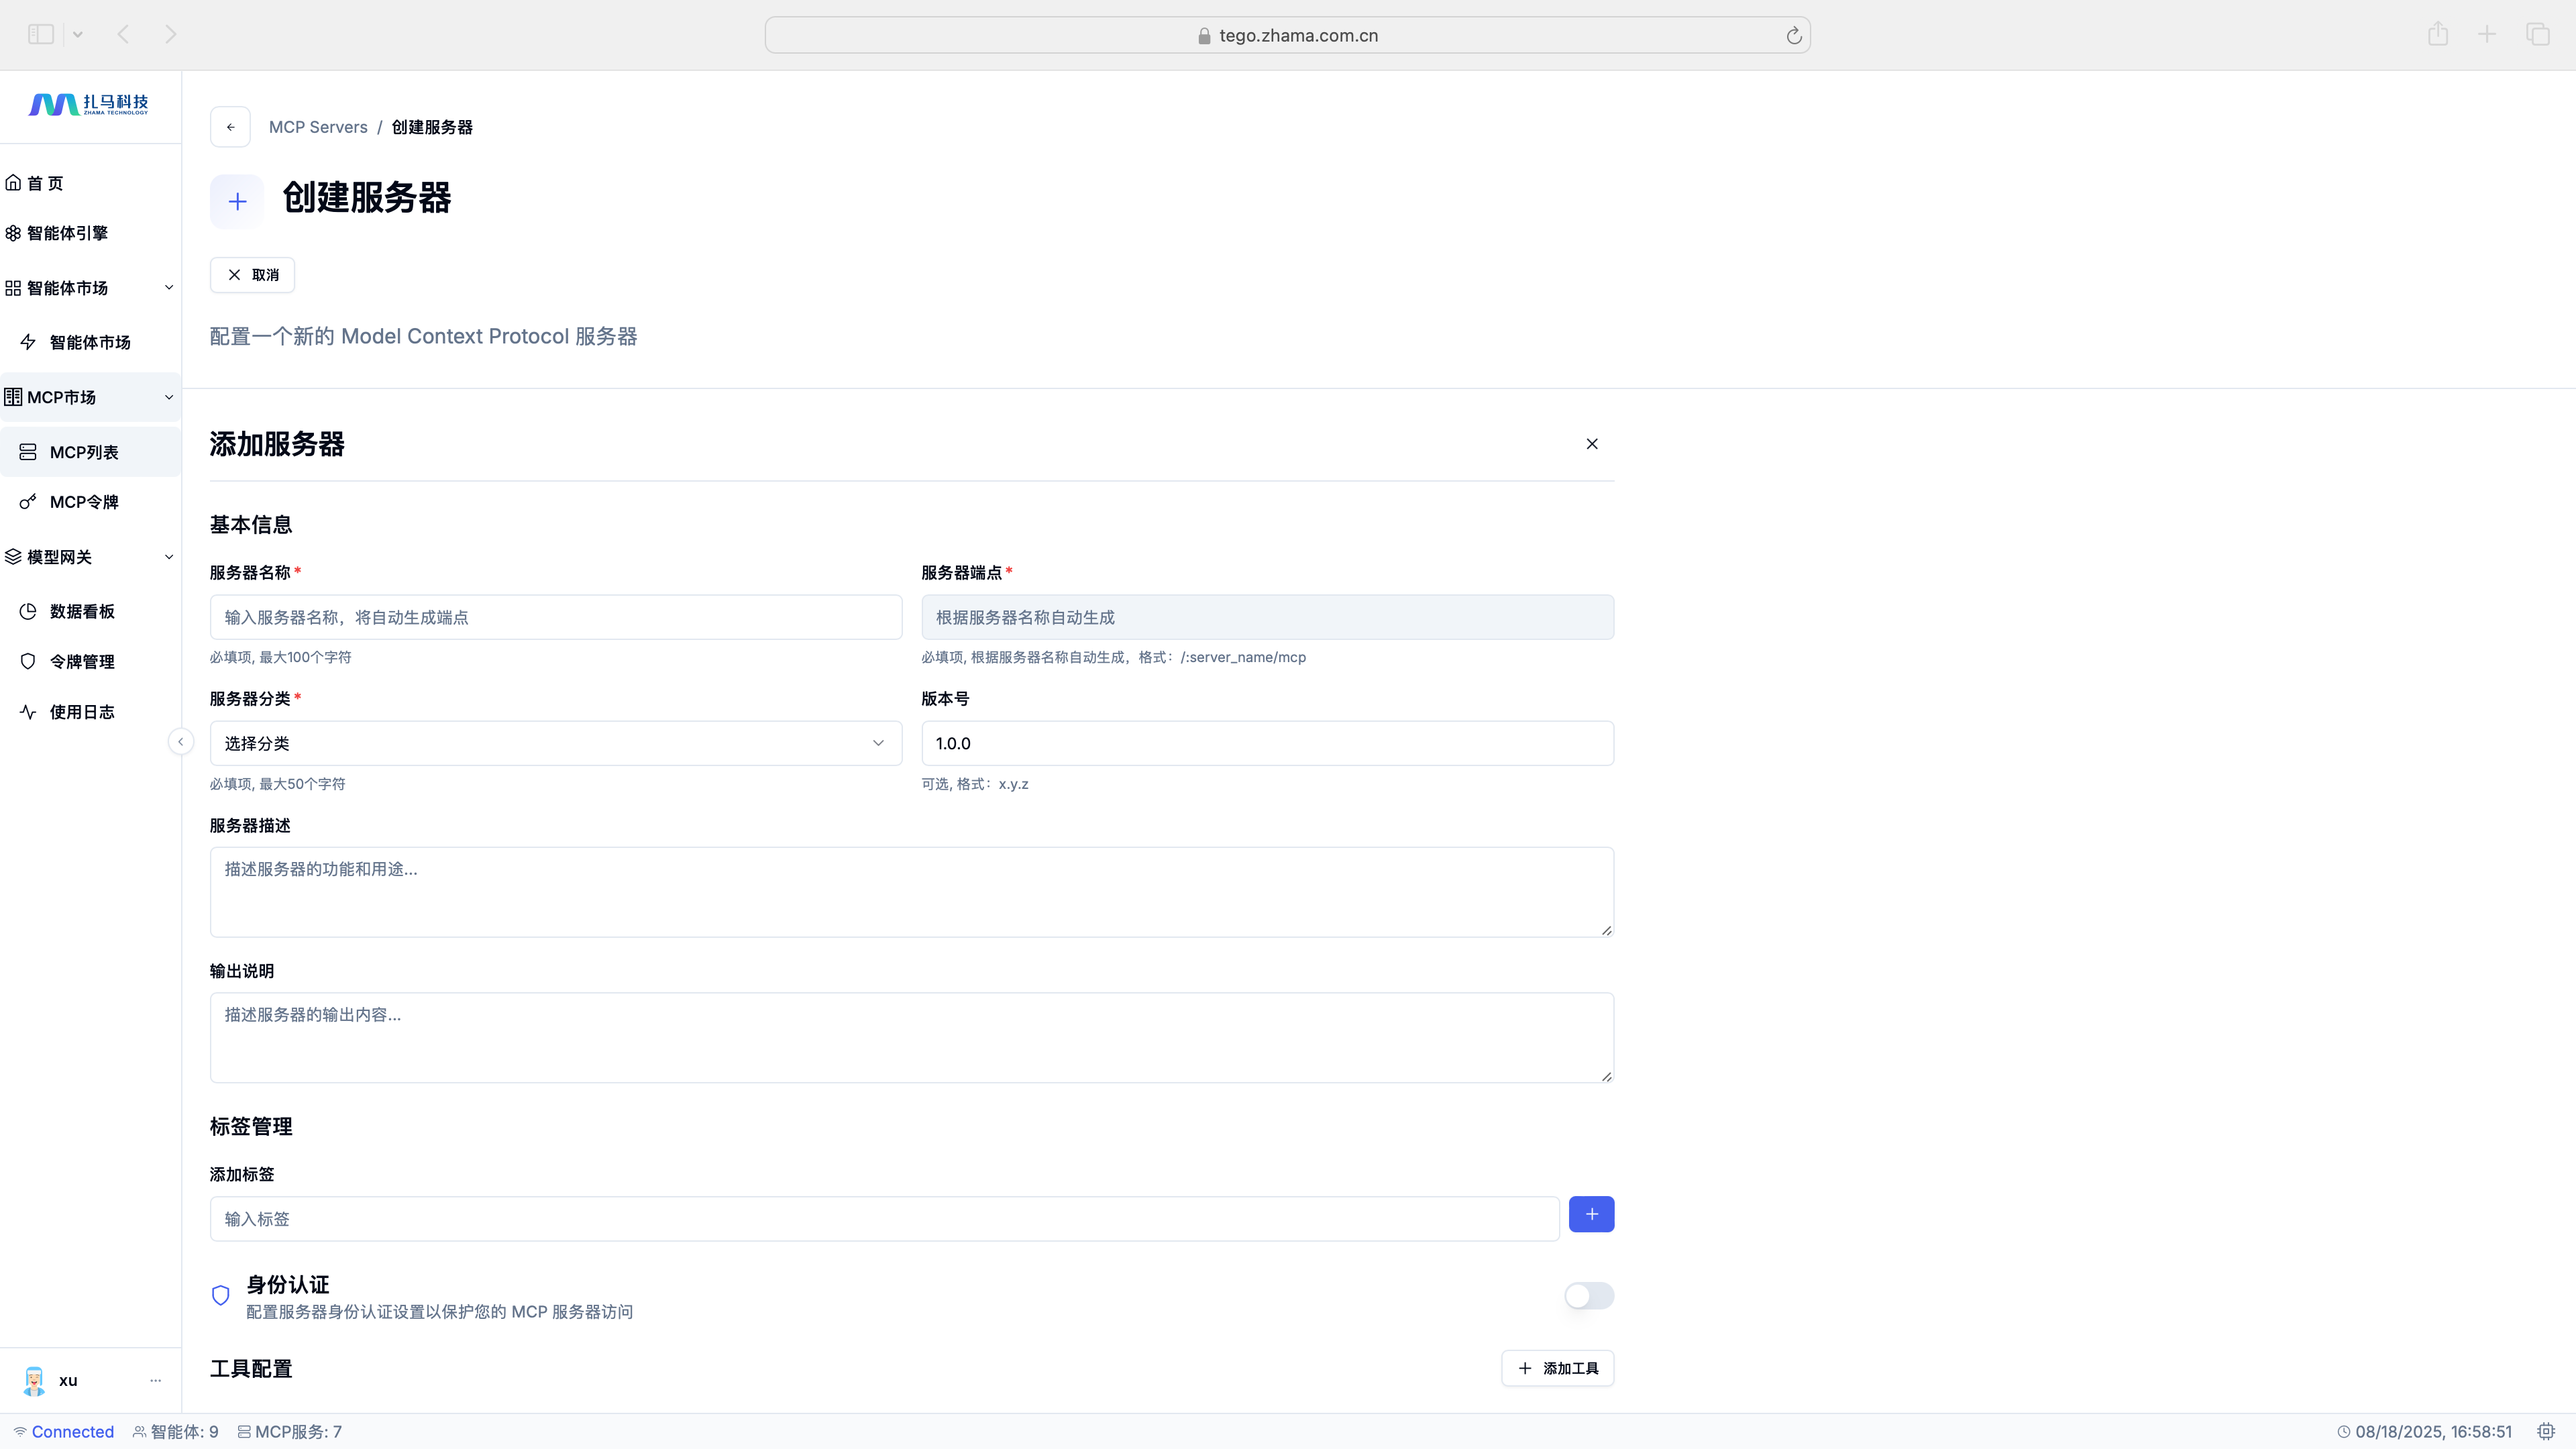 tego.zhama.com.cn
扎马科技
ZHAMA TECHNOLOGY
首 页
智能体引擎
智能体市场
智能体市场
MCP市场
MCP列表
MCP令牌
模型网关
数据看板
令牌管理
使用日志
xu
MCP Servers / 创建服务器
创建服务器
取消
配置一个新的 Model Context Protocol 服务器
添加服务器
基本信息
服务器名称*
服务器端点*
输入服务器名称，将自动生成端点
根据服务器名称自动生成
必填项, 最大100个字符
必填项, 根据服务器名称自动生成，格式：/:server_name/mcp
服务器分类*
版本号
选择分类
1.0.0
必填项, 最大50个字符
可选, 格式：x.y.z
服务器描述
描述服务器的功能和用途...
输出说明
描述服务器的输出内容...
标签管理
添加标签
输入标签
身份认证
配置服务器身份认证设置以保护您的 MCP 服务器访问
工具配置
添加工具
Connected 智能体: 9 MCP服务: 7
08/18/2025, 16:58:51